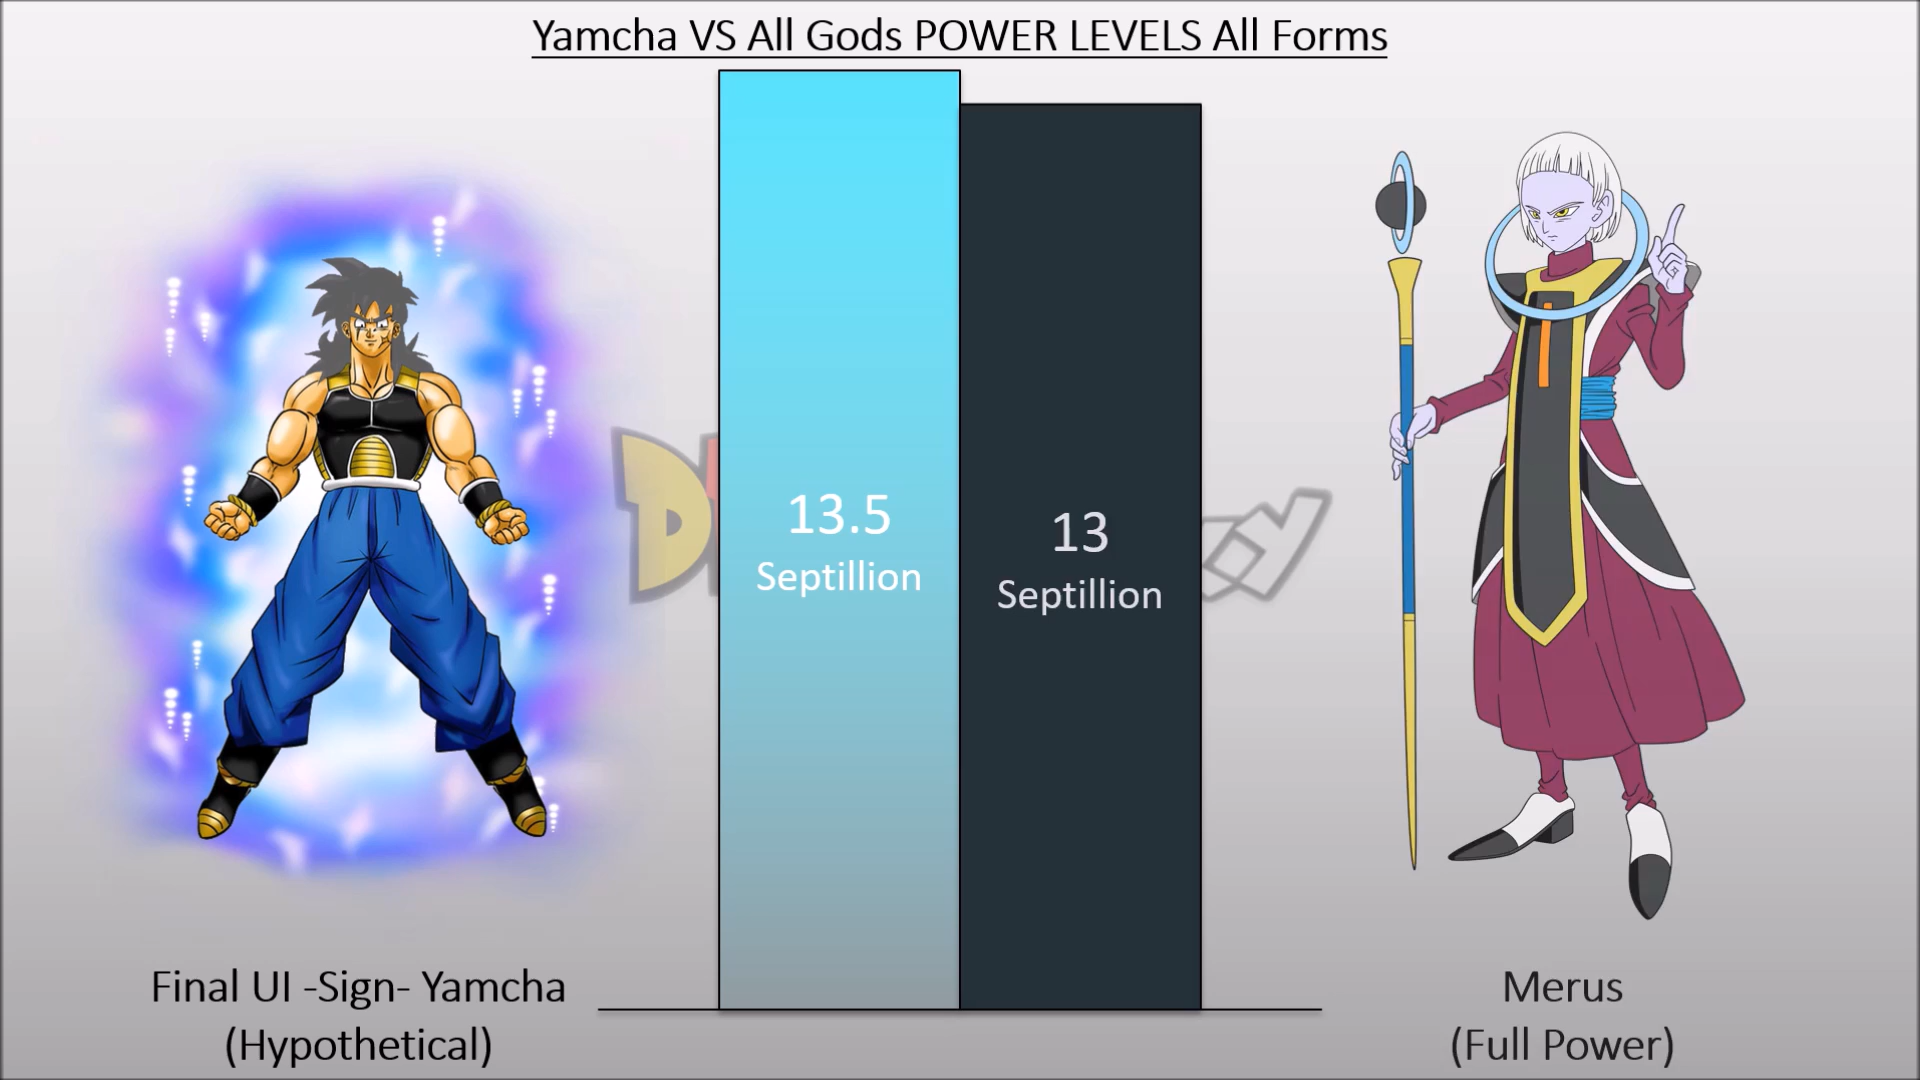 Yamcha VS All Gods POWER LEVELS All Forms
13.5
Septillion
13
Septillion
Final UI -Sign- Yamcha
(Hypothetical)
Merus
(Full Power)